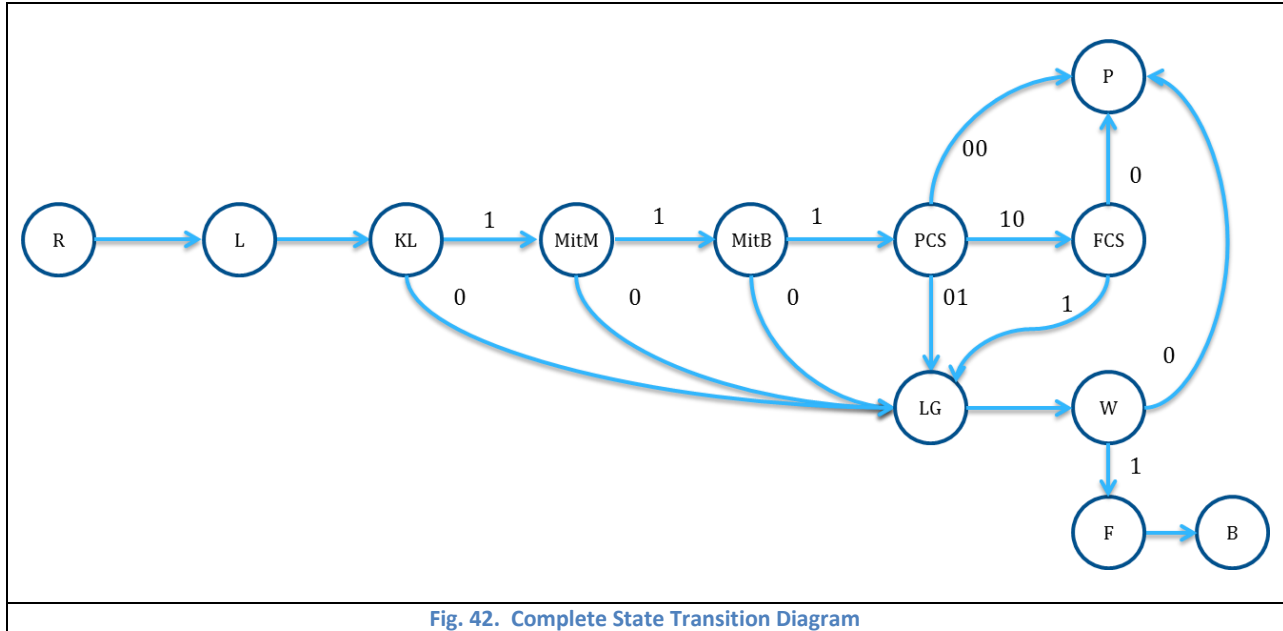 P
00
0
R
L
KL
1
MitM
1
MitB
1
PCS
10
FCS
0
0
0
01
1
0
LG
W
1
F
B
Fig. 42. Complete State Transition Diagram